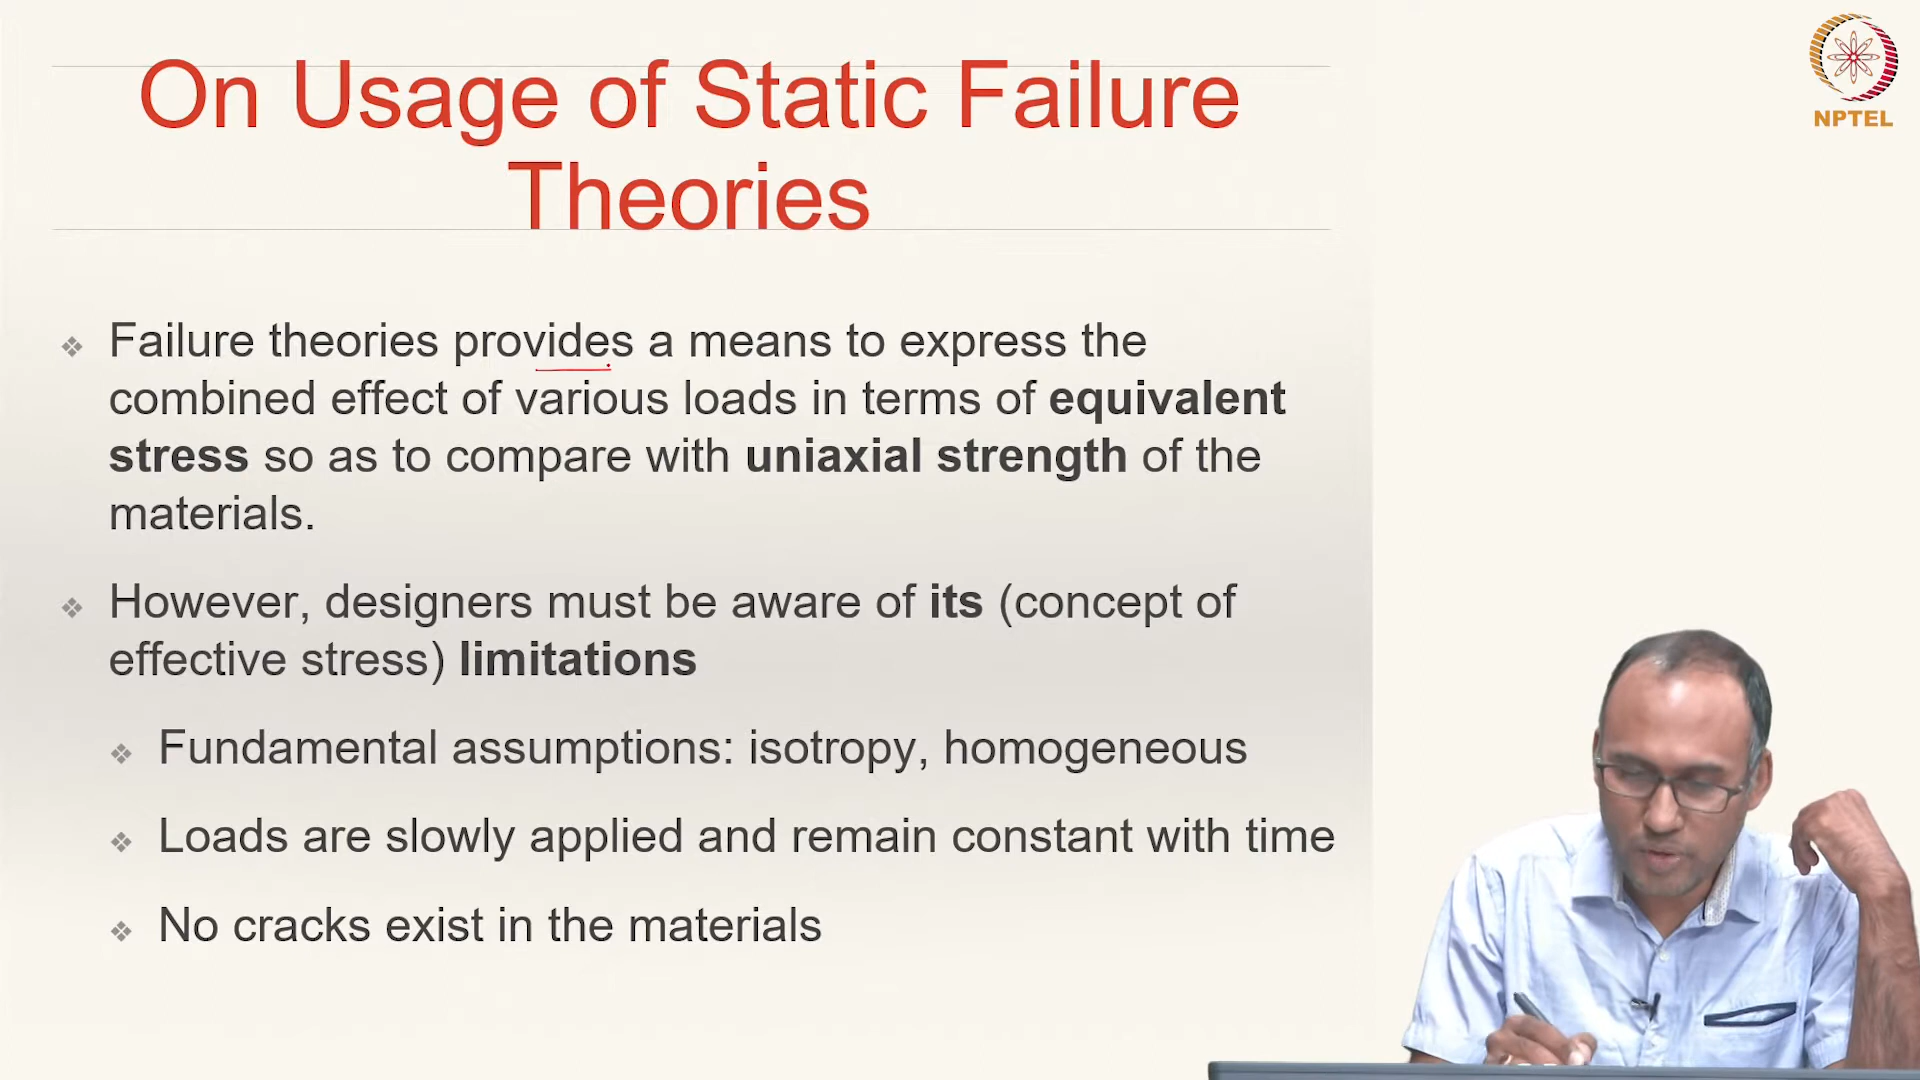 On Usage of Static Failure
Theories
NPTEL
Failure theories provides a means to express the
combined effect of various loads in terms of equivalent
stress so as to compare with uniaxial strength of the
materials.
However, designers must be aware of its (concept of
effective stress) limitations
Fundamental assumptions: isotropy, homogeneous
Loads are slowly applied and remain constant with time
No cracks exist in the materials